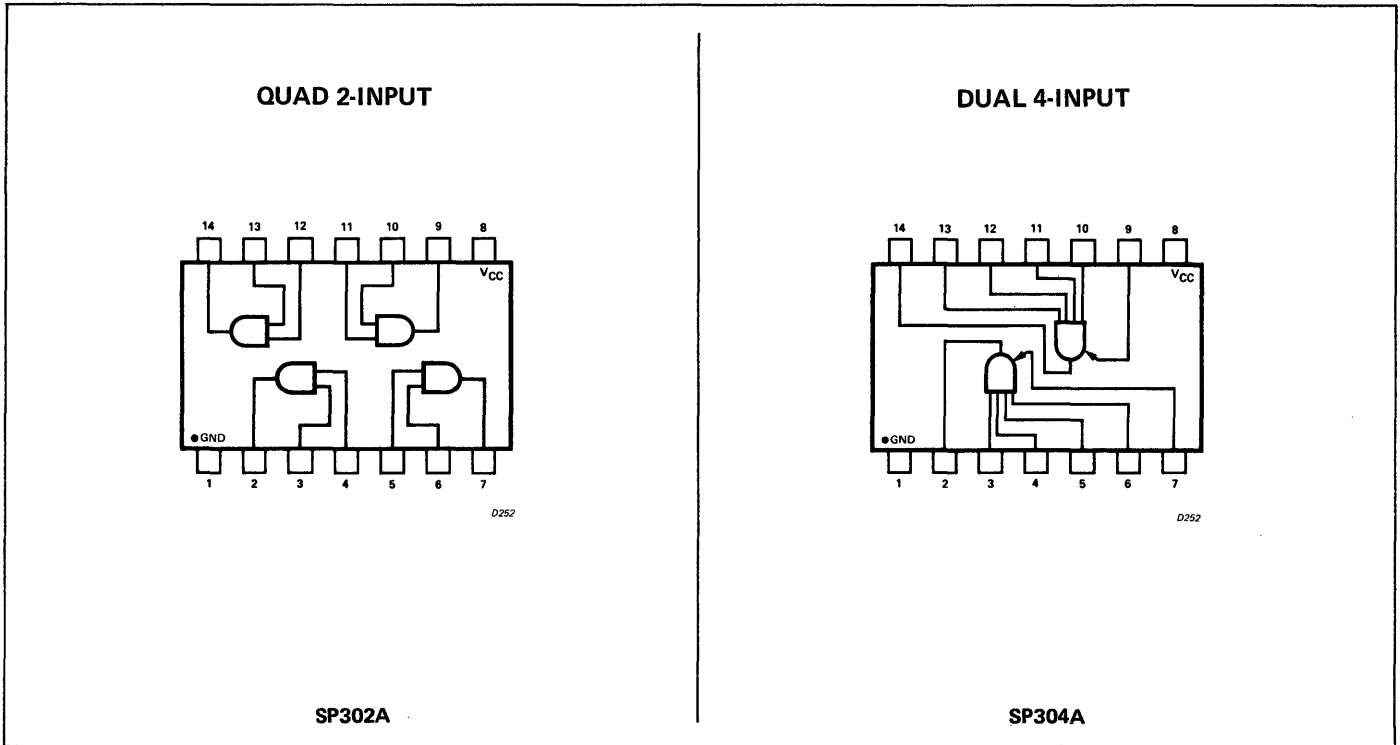 QUAD 2-INPUT
14 13 12 11 10 9 8
VCC
GND
1 2 3 4 5 6 7
D252
SP302A
DUAL 4-INPUT
14 13 12 11 10 9 8
VCC
GND
1 2 3 4 5 6 7
D252
SP304A